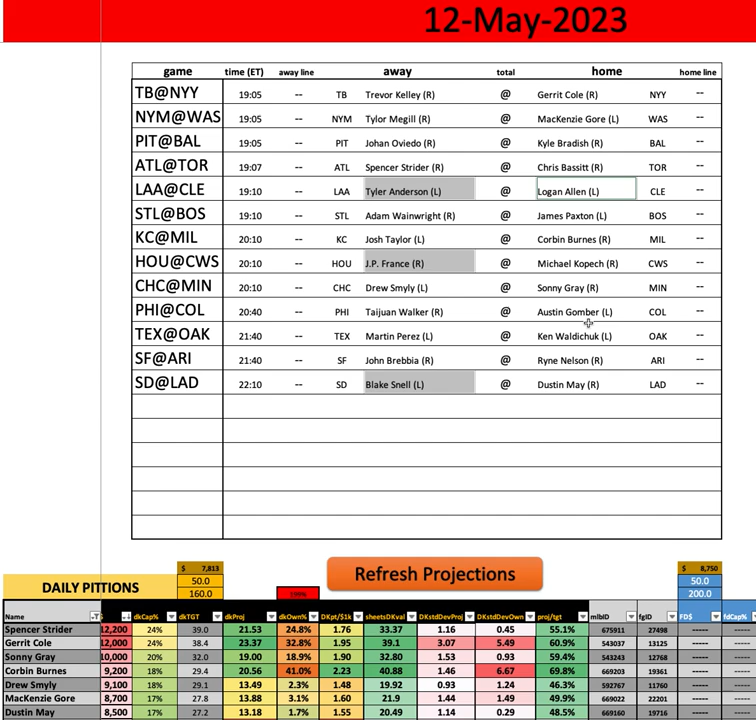 12-May-2023
game time (ET) away line away total home home line
TB@NYY 19:05 -- TB Trevor Kelley (R) @ Gerrit Cole (R) NYY --
NYM@WAS 19:05 -- NYM Tylor Megill (R) @ MacKenzie Gore (L) WAS --
PIT@BAL 19:05 -- PIT Johan Oviedo (R) @ Kyle Bradish (R) BAL --
ATL@TOR 19:07 -- ATL Spencer Strider (R) @ Chris Bassitt (R) TOR --
LAA@CLE 19:10 -- LAA Tyler Anderson (L) @ Logan Allen (L) CLE --
STL@BOS 19:10 -- STL Adam Wainwright (R) @ James Paxton (L) BOS --
KC@MIL 20:10 -- KC Josh Taylor (L) @ Corbin Burnes (R) MIL --
HOU@CWS 20:10 -- HOU J.P. France (R) @ Michael Kopech (R) CWS --
CHC@MIN 20:10 -- CHC Drew Smyly (L) @ Sonny Gray (R) MIN --
PHI@COL 20:40 -- PHI Taijuan Walker (R) @ Austin Gomber (L) COL --
TEX@OAK 21:40 -- TEX Martin Perez (L) @ Ken Waldichuk (L) OAK --
SF@ARI 21:40 -- SF John Brebbia (R) @ Ryne Nelson (R) ARI --
SD@LAD 22:10 -- SD Blake Snell (L) @ Dustin May (R) LAD --
$ 7,813 Refresh Projections $ 8,750
DAILY PITTIONS 50.0 50.0
160.0 200.0
Name dkCap% dkTGT dkProj dkOwn% DKpt/$1k sheetsDKval DKstdDevProj DKstdDevOwn proj/tgt mlbID fgID FD$ fdCap%
Spencer Strider 12,200 24% 39.0 21.53 24.8% 1.76 33.37 1.16 0.45 55.1% 675911 27498 ----- -----
Gerrit Cole 12,000 24% 38.4 23.37 32.8% 1.95 39.1 3.07 5.49 60.9% 543037 13125 ----- -----
Sonny Gray 10,000 20% 32.0 19.00 18.9% 1.90 32.80 1.53 0.93 59.4% 543243 12768 ----- -----
Corbin Burnes 9,200 18% 29.4 20.56 41.0% 2.23 40.88 1.46 6.67 69.8% 669203 19361 ----- -----
Drew Smyly 9,100 18% 29.1 13.49 2.3% 1.48 19.92 0.93 1.24 46.3% 592767 11760 ----- -----
MacKenzie Gore 8,700 17% 27.8 13.88 3.1% 1.60 21.9 1.44 1.49 49.9% 669022 22201 ----- -----
Dustin May 8,500 17% 27.2 13.18 1.7% 1.55 20.49 1.14 0.29 48.5% 669160 19716 ----- -----